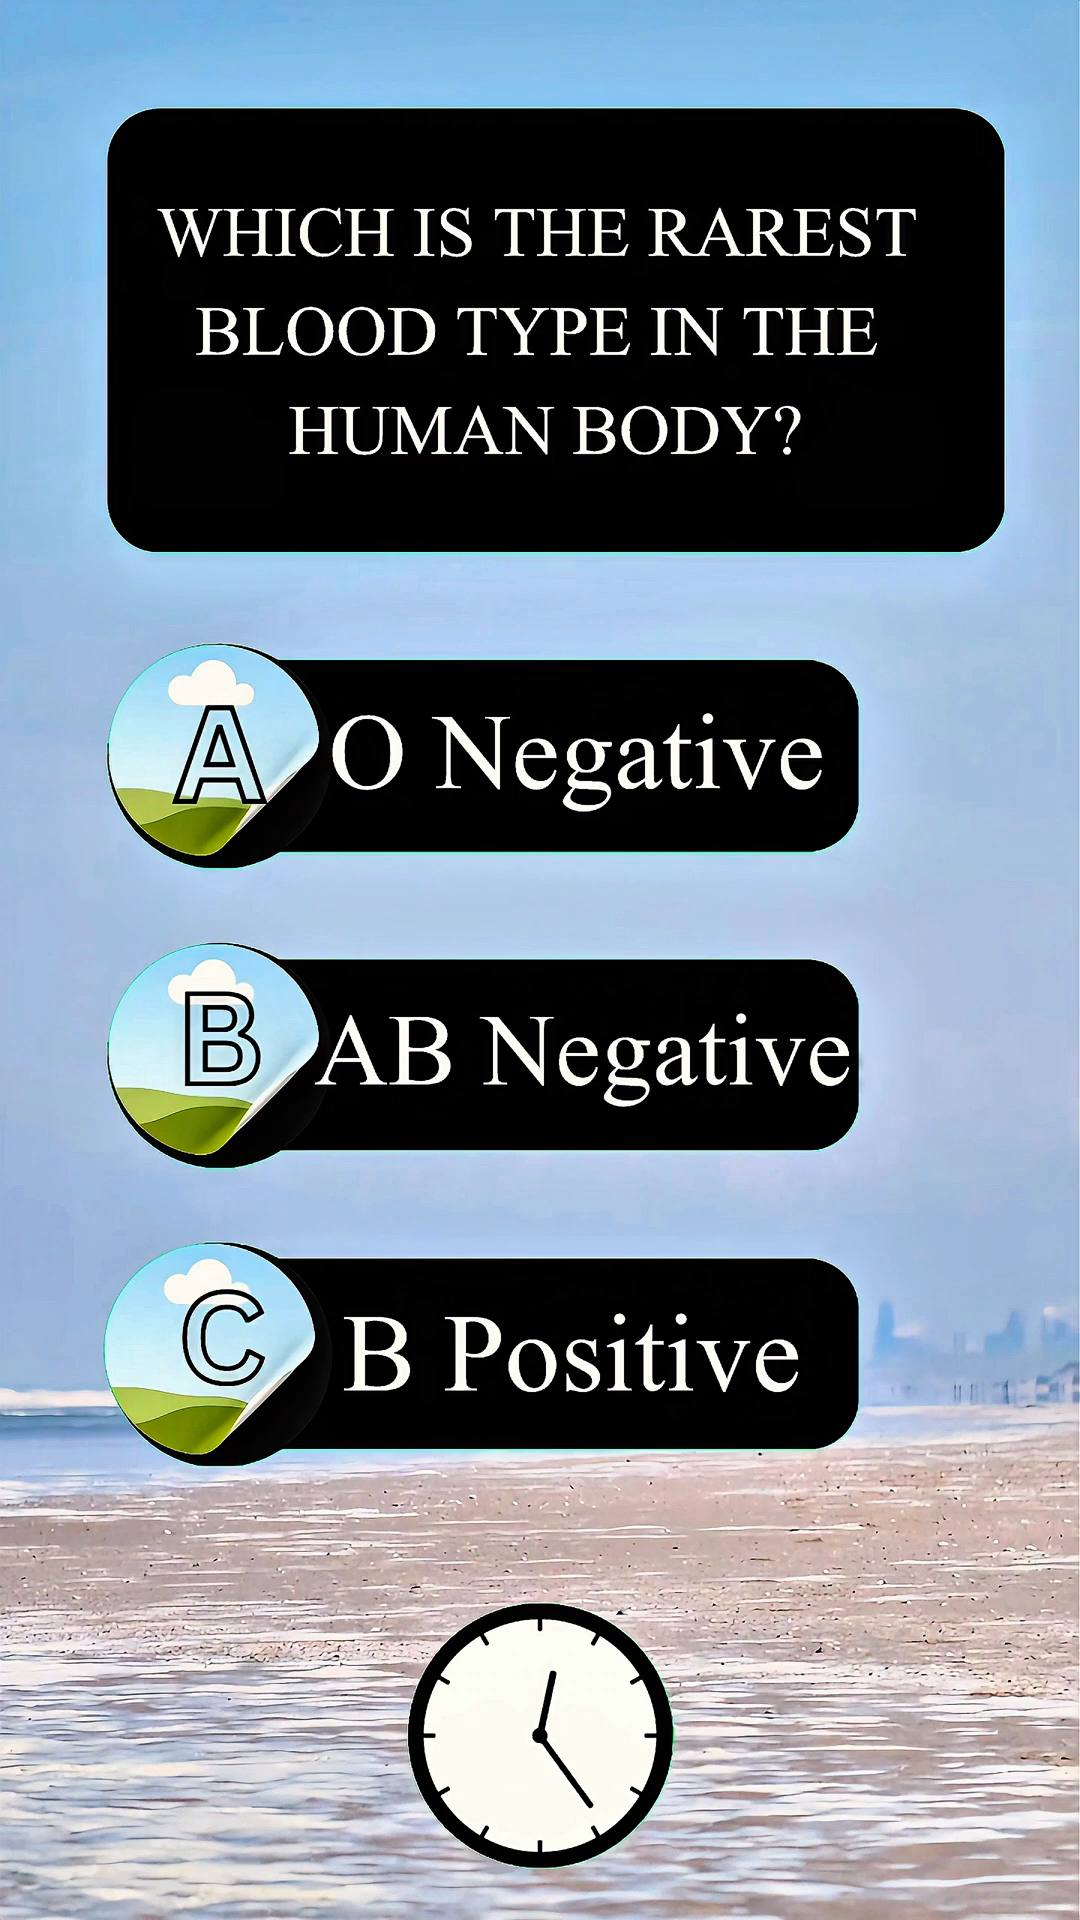 WHICH IS THE RAREST
BLOOD TYPE IN THE
HUMAN BODY?
A O Negative
B AB Negative
C B Positive